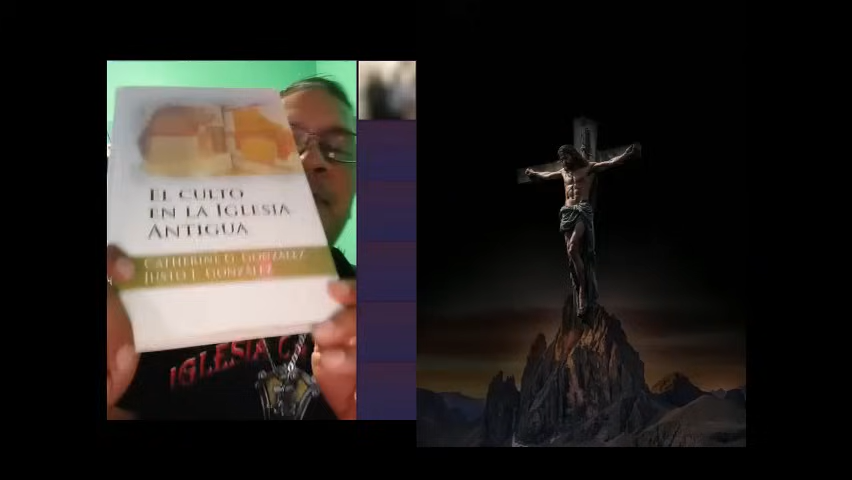 El culto
en la Iglesia
Antigua
Catherine G. González
Justo L. González
IGLESIA